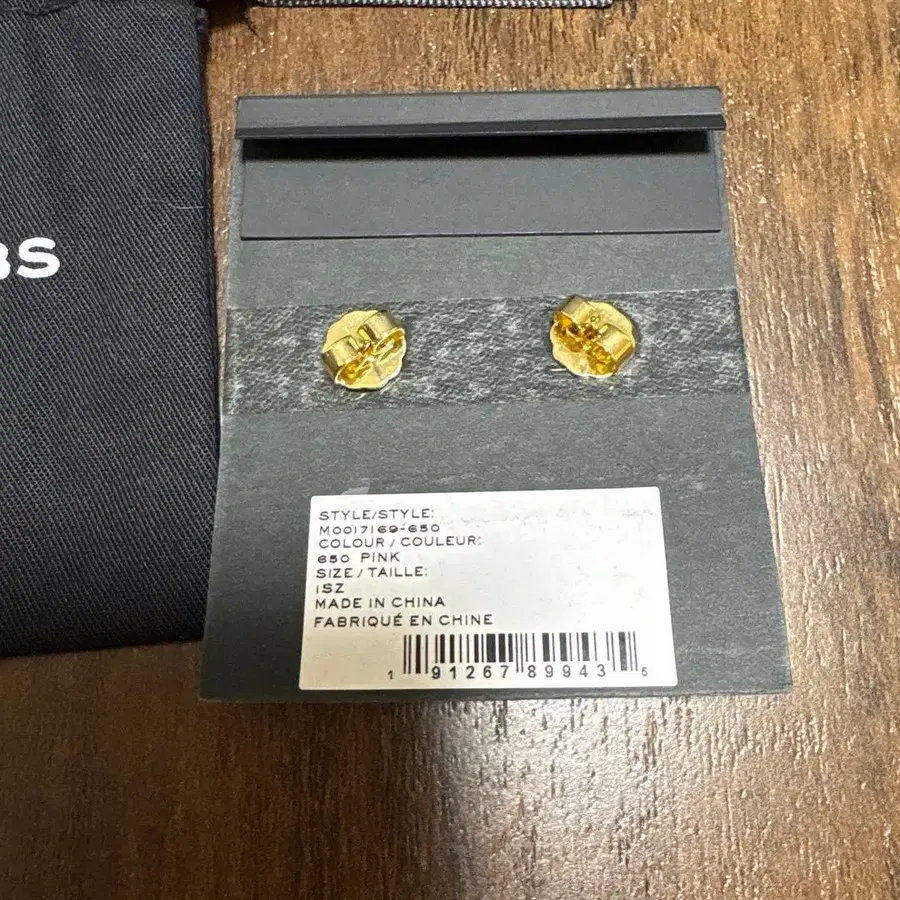 BS
STYLE/STYLE:
M0017169-650
COLOUR / COULEUR:
650 PINK
SIZE / TAILLE:
1SZ
MADE IN CHINA
FABRIQUÉ EN CHINE
1 91267 89943 5